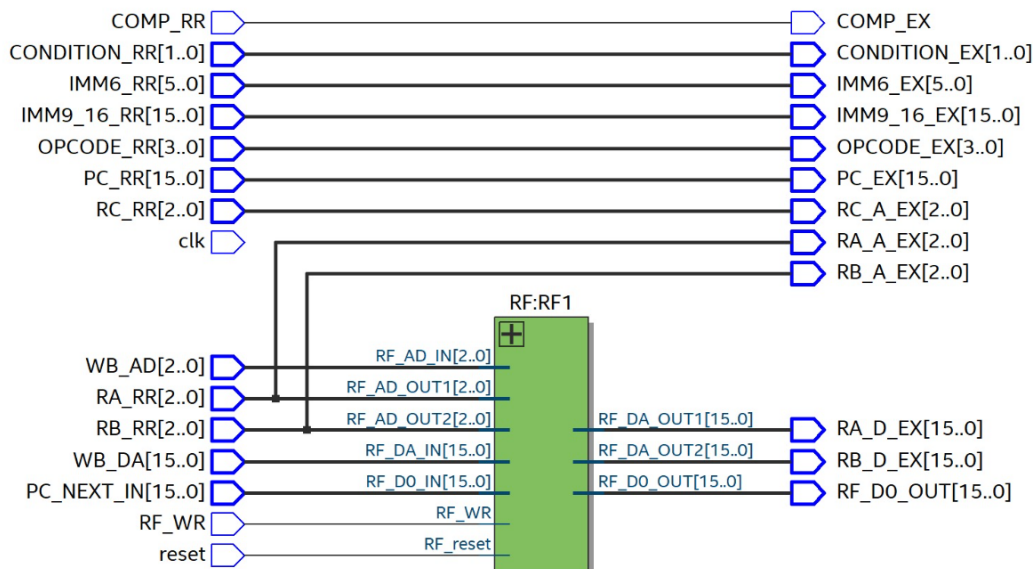 COMP_RR COMP_EX
CONDITION_RR[1..0] CONDITION_EX[1..0]
IMM6_RR[5..0] IMM6_EX[5..0]
IMM9_16_RR[15..0] IMM9_16_EX[15..0]
OPCODE_RR[3..0] OPCODE_EX[3..0]
PC_RR[15..0] PC_EX[15..0]
RC_RR[2..0] RC_A_EX[2..0]
clk RA_A_EX[2..0]
RB_A_EX[2..0]
RF:RF1
WB_AD[2..0] RF_AD_IN[2..0]
RA_RR[2..0] RF_AD_OUT1[2..0]
RB_RR[2..0] RF_AD_OUT2[2..0] RF_DA_OUT1[15..0] RA_D_EX[15..0]
WB_DA[15..0] RF_DA_IN[15..0] RF_DA_OUT2[15..0] RB_D_EX[15..0]
PC_NEXT_IN[15..0] RF_D0_IN[15..0] RF_D0_OUT[15..0] RF_D0_OUT[15..0]
RF_WR RF_WR
reset RF_reset